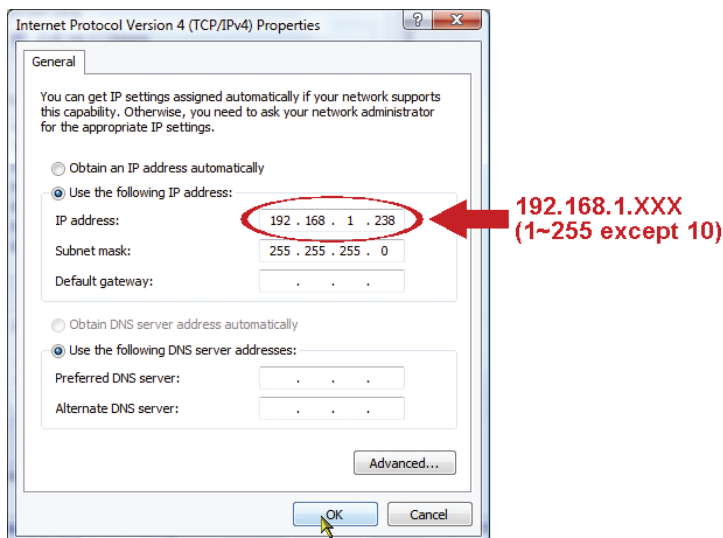 Internet Protocol Version 4 (TCP/IPv4) Properties
General
You can get IP settings assigned automatically if your network supports
this capability. Otherwise, you need to ask your network administrator
for the appropriate IP settings.
Obtain an IP address automatically
Use the following IP address:
IP address: 192 . 168 . 1 . 238
192.168.1.XXX
(1~255 except 10)
Subnet mask: 255 . 255 . 255 . 0
Default gateway: . . .
Obtain DNS server address automatically
Use the following DNS server addresses:
Preferred DNS server: . . .
Alternate DNS server: . . .
Advanced...
OK Cancel